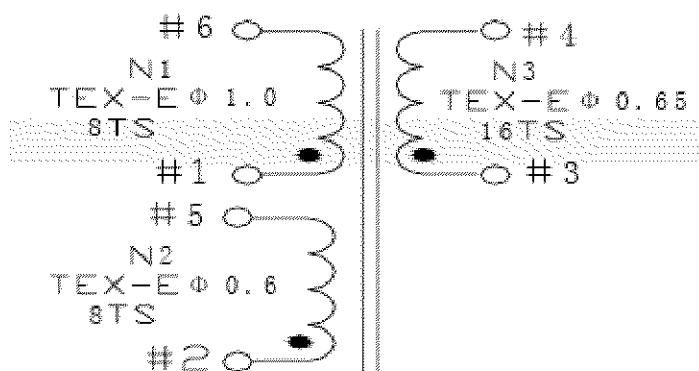 #6
N1
TEX-E Φ 1.0
8TS
#1
#4
N3
TEX-E Φ 0.65
16TS
#3
#5
N2
TEX-E Φ 0.6
8TS
#2